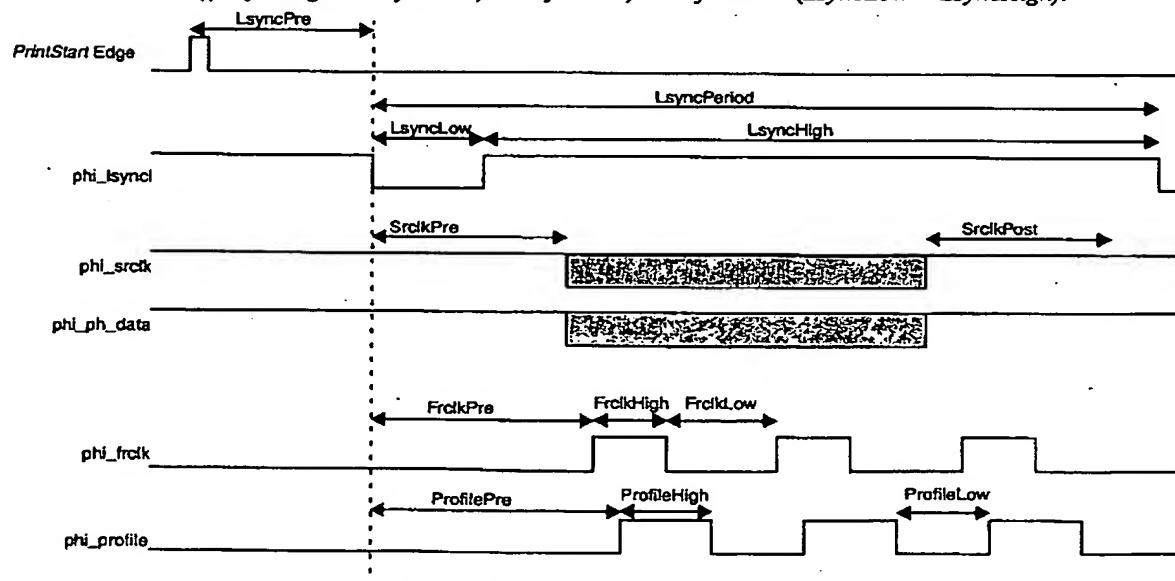 LsyncPre
PrintStart Edge
LsyncPeriod
LsyncLow
LsyncHigh
phi_lsyncl
SrclkPre
SrclkPost
phi_srclk
phi_ph_data
FrclkPre
FrclkHigh
FrclkLow
phi_frclk
ProfilePre
ProfileHigh
ProfileLow
phi_profile